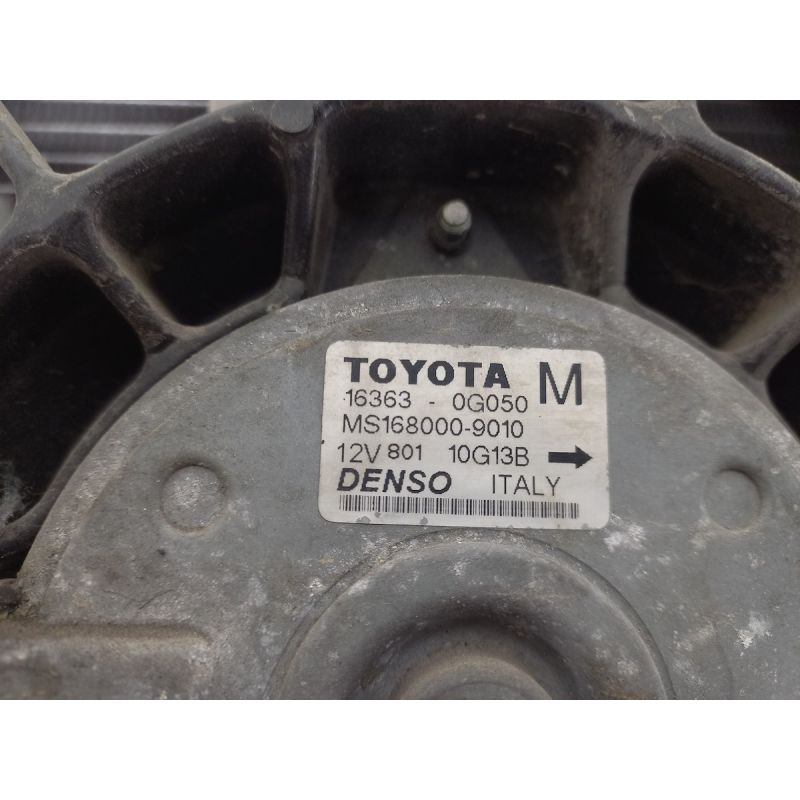 TOYOTA M
16363 - 0G050
MS168000-9010
12V 801 10G13B
DENSO ITALY